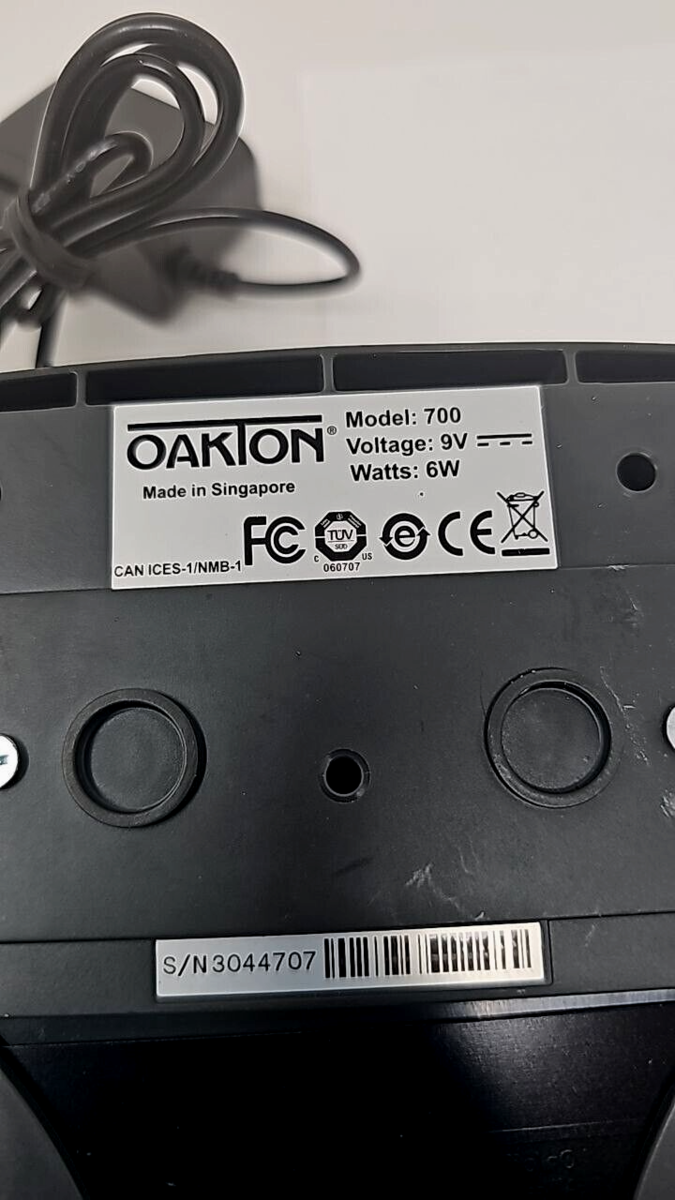 OAKTON®
Made in Singapore
Model: 700
Voltage: 9V
Watts: 6W
CAN ICES-1/NMB-1
FC
TÜV
SÜD
C US
060707
e
CE
S/N3044707